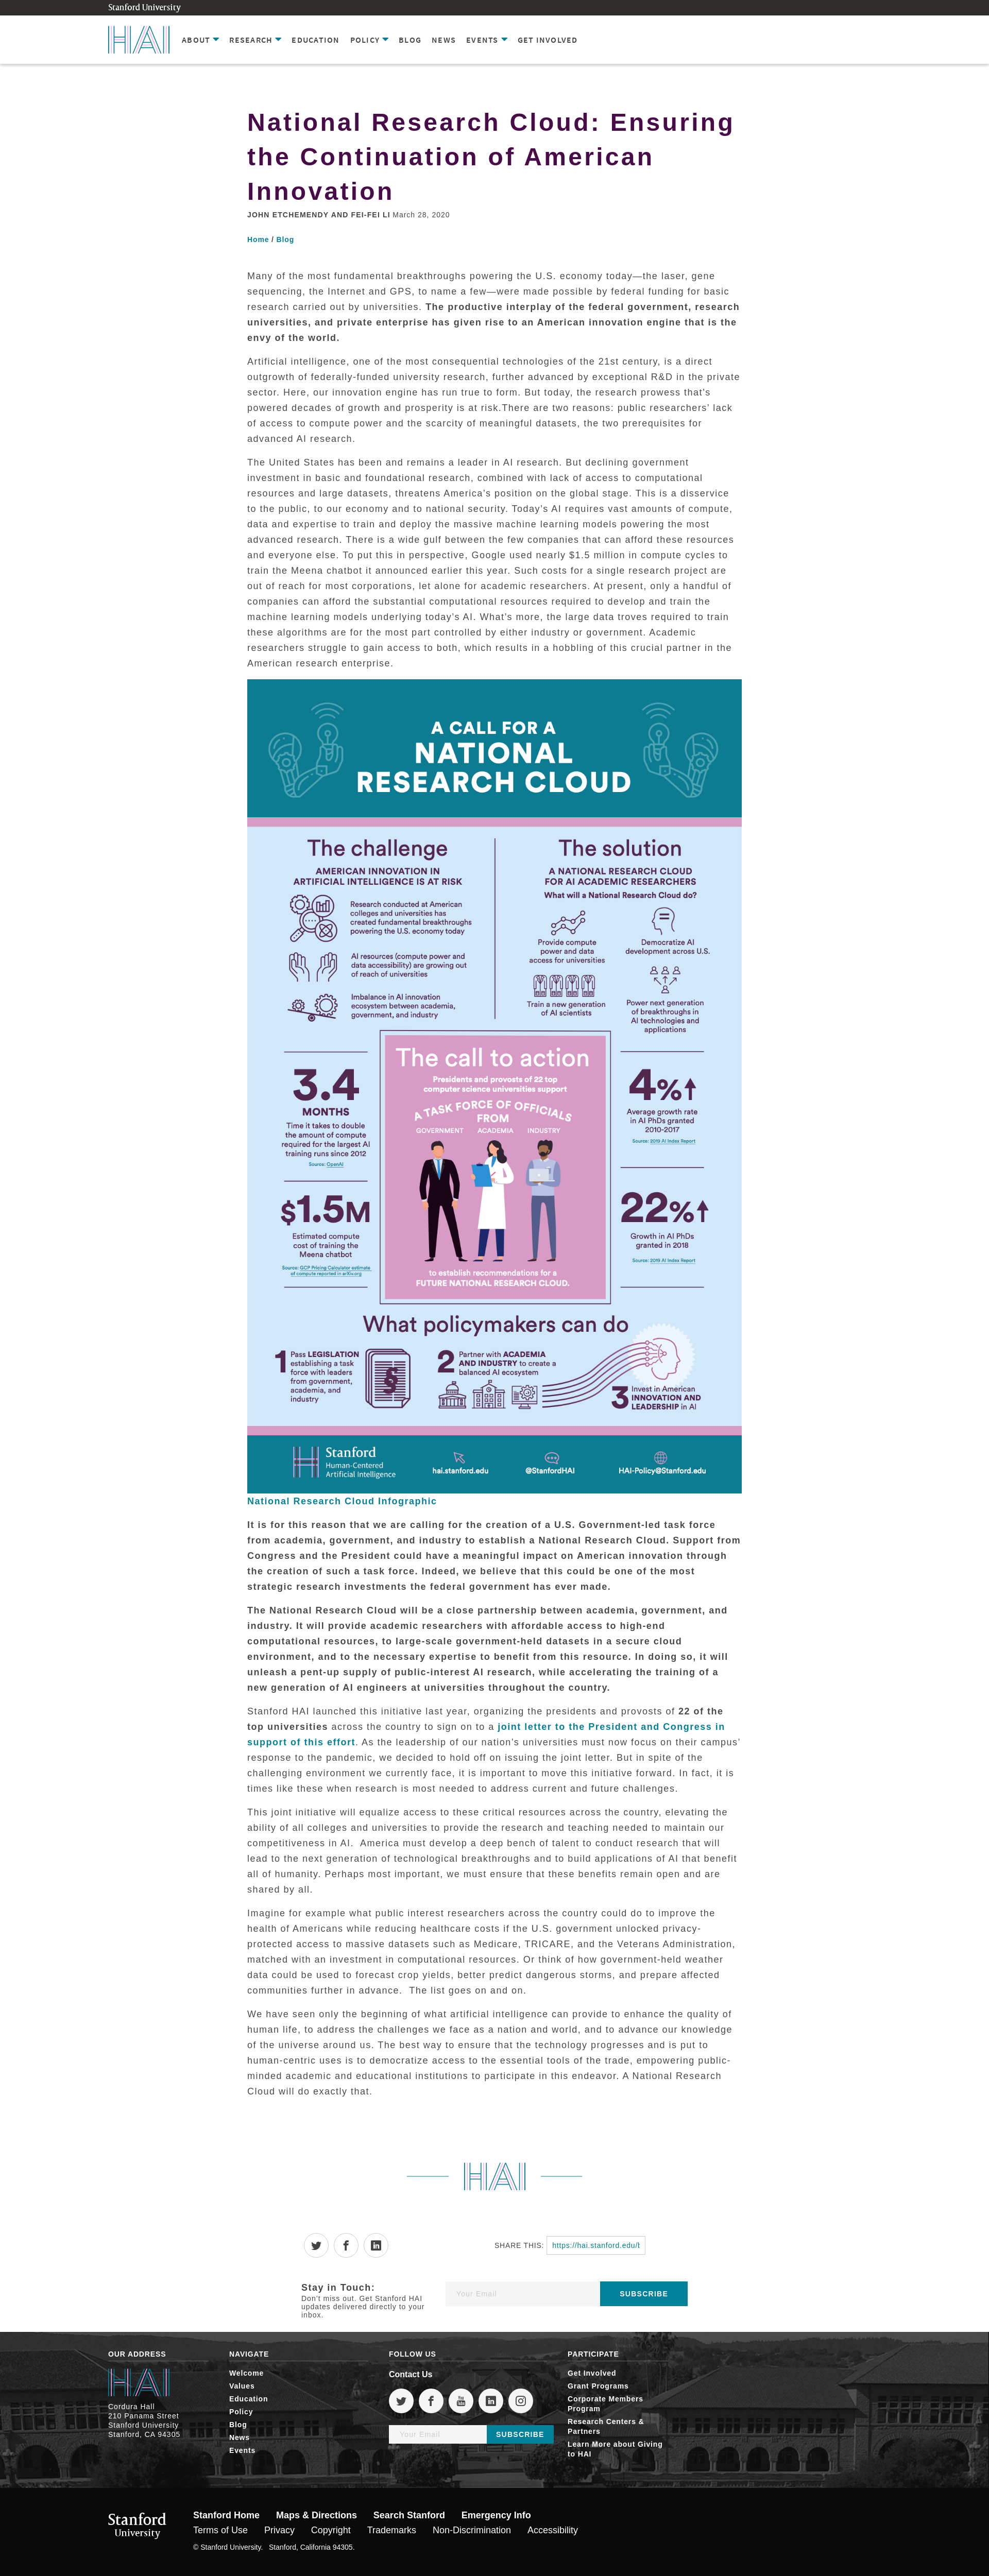 Stanford University
HAI
ABOUT RESEARCH EDUCATION POLICY BLOG NEWS EVENTS GET INVOLVED
National Research Cloud: Ensuring
the Continuation of American
Innovation
JOHN ETCHEMENDY AND FEI-FEI LI March 28, 2020
Home / Blog
Many of the most fundamental breakthroughs powering the U.S. economy today—the laser, gene
sequencing, the Internet and GPS, to name a few—were made possible by federal funding for basic
research carried out by universities. The productive interplay of the federal government, research
universities, and private enterprise has given rise to an American innovation engine that is the
envy of the world.
Artificial intelligence, one of the most consequential technologies of the 21st century, is a direct
outgrowth of federally-funded university research, further advanced by exceptional R&D in the private
sector. Here, our innovation engine has run true to form. But today, the research prowess that's
powered decades of growth and prosperity is at risk.There are two reasons: public researchers' lack
of access to compute power and the scarcity of meaningful datasets, the two prerequisites for
advanced AI research.
The United States has been and remains a leader in AI research. But declining government
investment in basic and foundational research, combined with lack of access to computational
resources and large datasets, threatens America's position on the global stage. This is a disservice
to the public, to our economy and to national security. Today's AI requires vast amounts of compute,
data and expertise to train and deploy the massive machine learning models powering the most
advanced research. There is a wide gulf between the few companies that can afford these resources
and everyone else. To put this in perspective, Google used nearly $1.5 million in compute cycles to
train the Meena chatbot it announced earlier this year. Such costs for a single research project are
out of reach for most corporations, let alone for academic researchers. At present, only a handful of
companies can afford the substantial computational resources required to develop and train the
machine learning models underlying today's AI. What's more, the large data troves required to train
these algorithms are for the most part controlled by either industry or government. Academic
researchers struggle to gain access to both, which results in a hobbling of this crucial partner in the
American research enterprise.
A CALL FOR A
NATIONAL
RESEARCH CLOUD
The challenge
AMERICAN INNOVATION IN
ARTIFICIAL INTELLIGENCE IS AT RISK
Research conducted at American
colleges and universities has
created fundamental breakthroughs
powering the U.S. economy today
AI resources (compute power and
data accessibility) are growing out
of reach of universities
Imbalance in AI innovation
ecosystem between academia,
government, and industry
The solution
A NATIONAL RESEARCH CLOUD
FOR ACADEMIC RESEARCHERS
What will a National Research Cloud do?
Provide compute
power and data
access for universities
Democratize AI
development across U.S.
Train a new generation
of AI scientists
Power next generation
of breakthroughs in
AI technologies and
applications
3.4
MONTHS
Time it takes to double
the amount of compute
required for the largest AI
training runs since 2012
Source: OpenAI
$1.5M
Estimated compute
cost of training the
Meena chatbot
Source: GCP Pricing Calculator estimate
of compute reported in arXiv.org
The call to action
Presidents and provosts of 22 top
computer science universities support
A TASK FORCE OF OFFICIALS
FROM
GOVERNMENT ACADEMIA INDUSTRY
to establish recommendations for a
FUTURE NATIONAL RESEARCH CLOUD.
4%
Average growth rate
in AI PhDs granted
2010-2017
Source: 2019 AI Index Report
22%
Growth in AI PhDs
granted in 2018
Source: 2019 AI Index Report
What policymakers can do
1 Pass LEGISLATION
establishing a task
force with leaders
from government,
academia, and
industry
2 Partner with ACADEMIA
AND INDUSTRY to create a
balanced AI ecosystem
3 Invest in American
INNOVATION AND
LEADERSHIP in AI
Stanford
Human-Centered
Artificial Intelligence
hai.stanford.edu
@StanfordHAI
HAI-Policy@Stanford.edu
National Research Cloud Infographic
It is for this reason that we are calling for the creation of a U.S. Government-led task force
from academia, government, and industry to establish a National Research Cloud. Support from
Congress and the President could have a meaningful impact on American innovation through
the creation of such a task force. Indeed, we believe that this could be one of the most
strategic research investments the federal government has ever made.
The National Research Cloud will be a close partnership between academia, government, and
industry. It will provide academic researchers with affordable access to high-end
computational resources, to large-scale government-held datasets in a secure cloud
environment, and to the necessary expertise to benefit from this resource. In doing so, it will
unleash a pent-up supply of public-interest AI research, while accelerating the training of a
new generation of AI engineers at universities throughout the country.
Stanford HAI launched this initiative last year, organizing the presidents and provosts of 22 of the
top universities across the country to sign on to a joint letter to the President and Congress in
support of this effort. As the leadership of our nation's universities must now focus on their campus'
response to the pandemic, we decided to hold off on issuing the joint letter. But in spite of the
challenging environment we currently face, it is important to move this initiative forward. In fact, it is
times like these when research is most needed to address current and future challenges.
This joint initiative will equalize access to these critical resources across the country, elevating the
ability of all colleges and universities to provide the research and teaching needed to maintain our
competitiveness in AI.  America must develop a deep bench of talent to conduct research that will
lead to the next generation of technological breakthroughs and to build applications of AI that benefit
all of humanity. Perhaps most important, we must ensure that these benefits remain open and are
shared by all.
Imagine for example what public interest researchers across the country could do to improve the
health of Americans while reducing healthcare costs if the U.S. government unlocked privacy-
protected access to massive datasets such as Medicare, TRICARE, and the Veterans Administration,
matched with an investment in computational resources. Or think of how government-held weather
data could be used to forecast crop yields, better predict dangerous storms, and prepare affected
communities further in advance.  The list goes on and on.
We have seen only the beginning of what artificial intelligence can provide to enhance the quality of
human life, to address the challenges we face as a nation and world, and to advance our knowledge
of the universe around us. The best way to ensure that the technology progresses and is put to
human-centric uses is to democratize access to the essential tools of the trade, empowering public-
minded academic and educational institutions to participate in this endeavor. A National Research
Cloud will do exactly that.
HAI
SHARE THIS: https://hai.stanford.edu/b
Stay in Touch:
Don't miss out. Get Stanford HAI
updates delivered directly to your
inbox.
Your Email SUBSCRIBE
OUR ADDRESS
HAI
Cordura Hall
210 Panama Street
Stanford University
Stanford, CA 94305
NAVIGATE
Welcome
Values
Education
Policy
Blog
News
Events
FOLLOW US
Contact Us
Your Email SUBSCRIBE
PARTICIPATE
Get Involved
Grant Programs
Corporate Members
Program
Research Centers &
Partners
Learn More about Giving
to HAI
Stanford
University
Stanford Home Maps & Directions Search Stanford Emergency Info
Terms of Use Privacy Copyright Trademarks Non-Discrimination Accessibility
© Stanford University.   Stanford, California 94305.